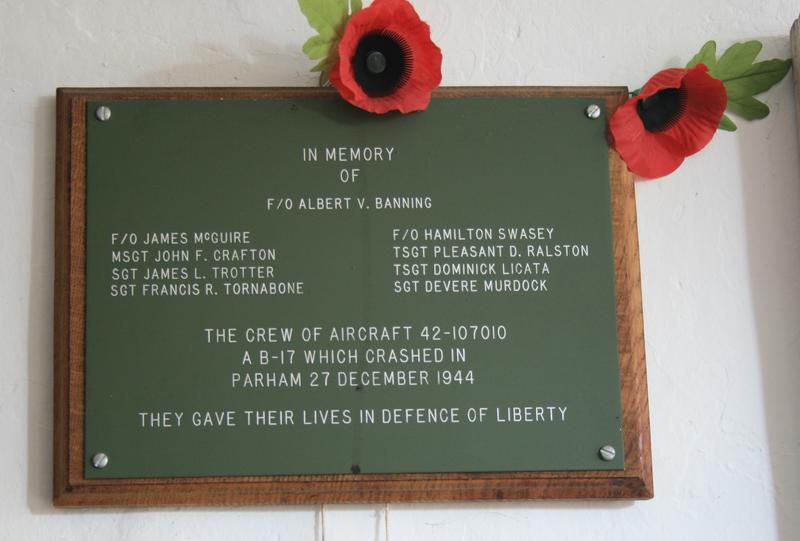 IN MEMORY
OF
F/O ALBERT V. BANNING
F/O JAMES McGUIRE
MSGT JOHN F. CRAFTON
SGT JAMES L. TROTTER
SGT FRANCIS R. TORNABONE
F/O HAMILTON SWASEY
TSGT PLEASANT D. RALSTON
TSGT DOMINICK LICATA
SGT DEVERE MURDOCK
THE CREW OF AIRCRAFT 42-107010
A B-17 WHICH CRASHED IN
PARHAM 27 DECEMBER 1944
THEY GAVE THEIR LIVES IN DEFENCE OF LIBERTY